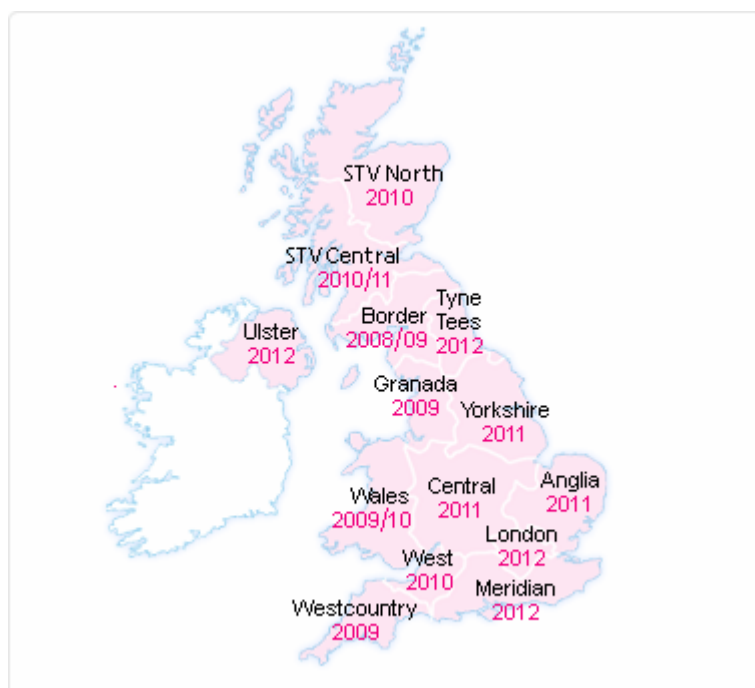 STV North
2010
STV Central
2010/11
Border
2008/09
Tyne
Tees
2012
Ulster
2012
Granada
2009
Yorkshire
2011
Wales
2009/10
Central
2011
Anglia
2011
London
2012
West
2010
Meridian
2012
Westcountry
2009